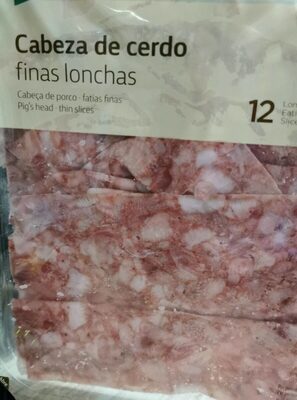 Cabeza de cerdo
finas lonchas
Cabeça de porco · fatias finas
Pig's head · thin slices
12